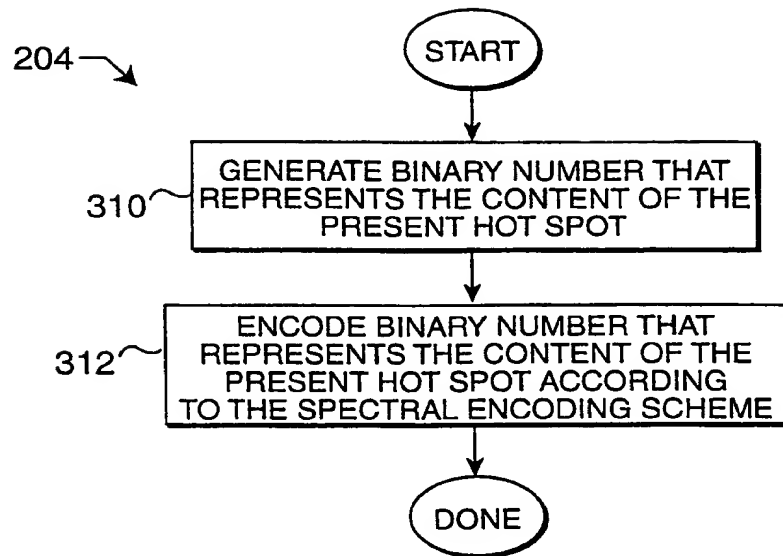 204
START
310
GENERATE BINARY NUMBER THAT
REPRESENTS THE CONTENT OF THE
PRESENT HOT SPOT
312
ENCODE BINARY NUMBER THAT
REPRESENTS THE CONTENT OF THE
PRESENT HOT SPOT ACCORDING
TO THE SPECTRAL ENCODING SCHEME
DONE